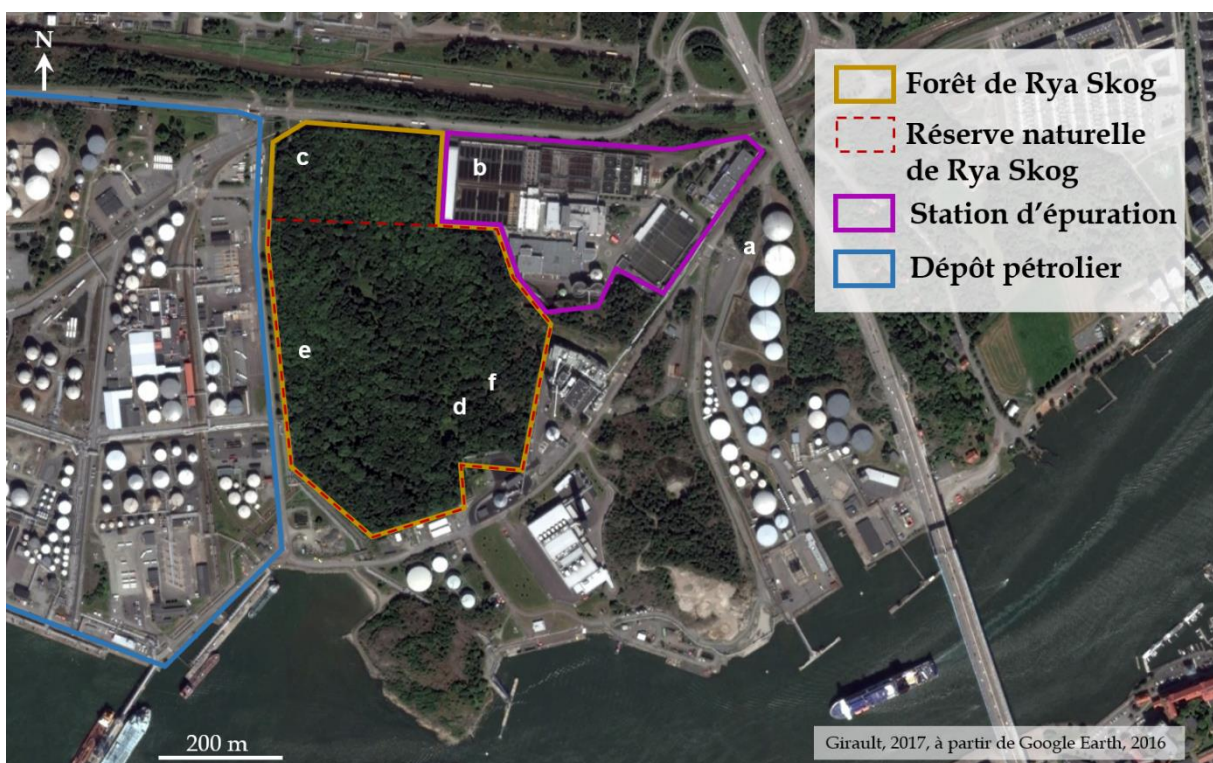 N
Forêt de Rya Skog
Réserve naturelle
de Rya Skog
Station d'épuration
Dépôt pétrolier
c
b
a
e
f
d
200 m
Girault, 2017, à partir de Google Earth, 2016